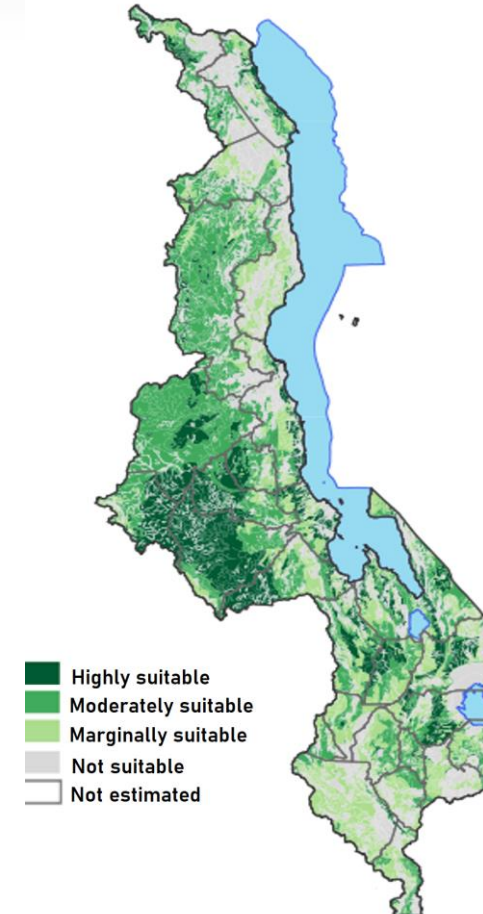 Highly suitable
Moderately suitable
Marginally suitable
Not suitable
Not estimated